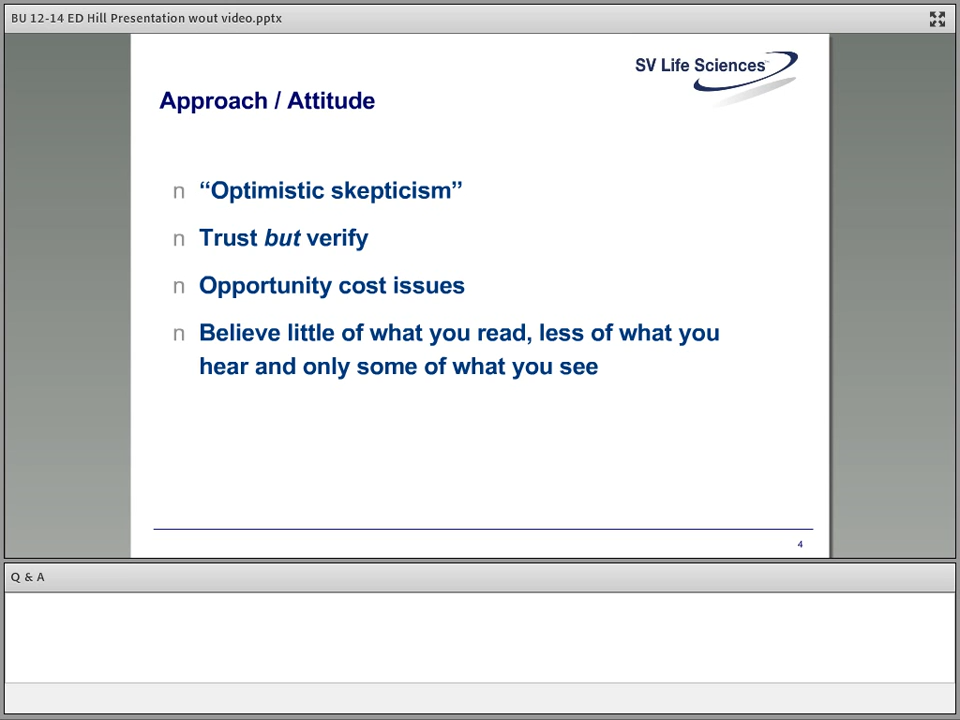 BU 12-14 ED Hill Presentation wout video.pptx
SV Life Sciences™
Approach / Attitude
n “Optimistic skepticism”
n Trust but verify
n Opportunity cost issues
n Believe little of what you read, less of what you
hear and only some of what you see
4
Q & A